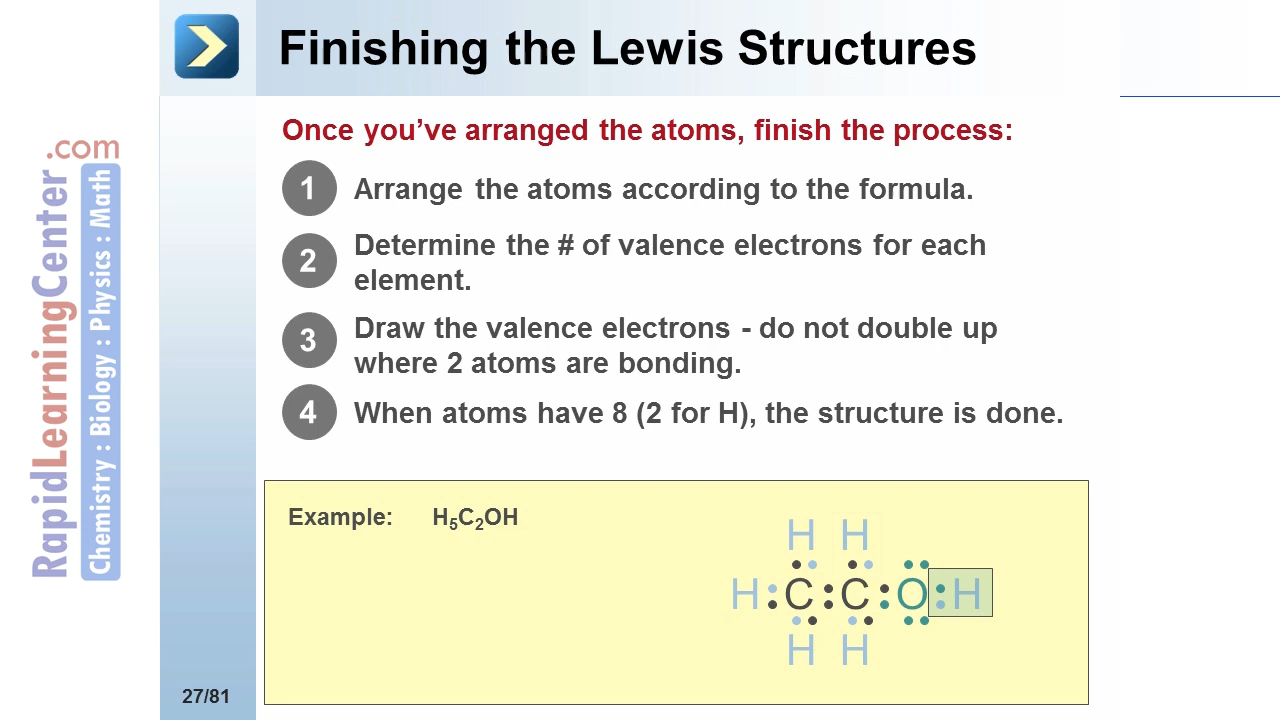 Finishing the Lewis Structures
RapidLearningCenter.com
Chemistry : Biology : Physics : Math
Once you’ve arranged the atoms, finish the process:
1 Arrange the atoms according to the formula.
2 Determine the # of valence electrons for each
element.
3 Draw the valence electrons - do not double up
where 2 atoms are bonding.
4 When atoms have 8 (2 for H), the structure is done.
Example: H₅C₂OH
H H
H C C O H
H H
27/81